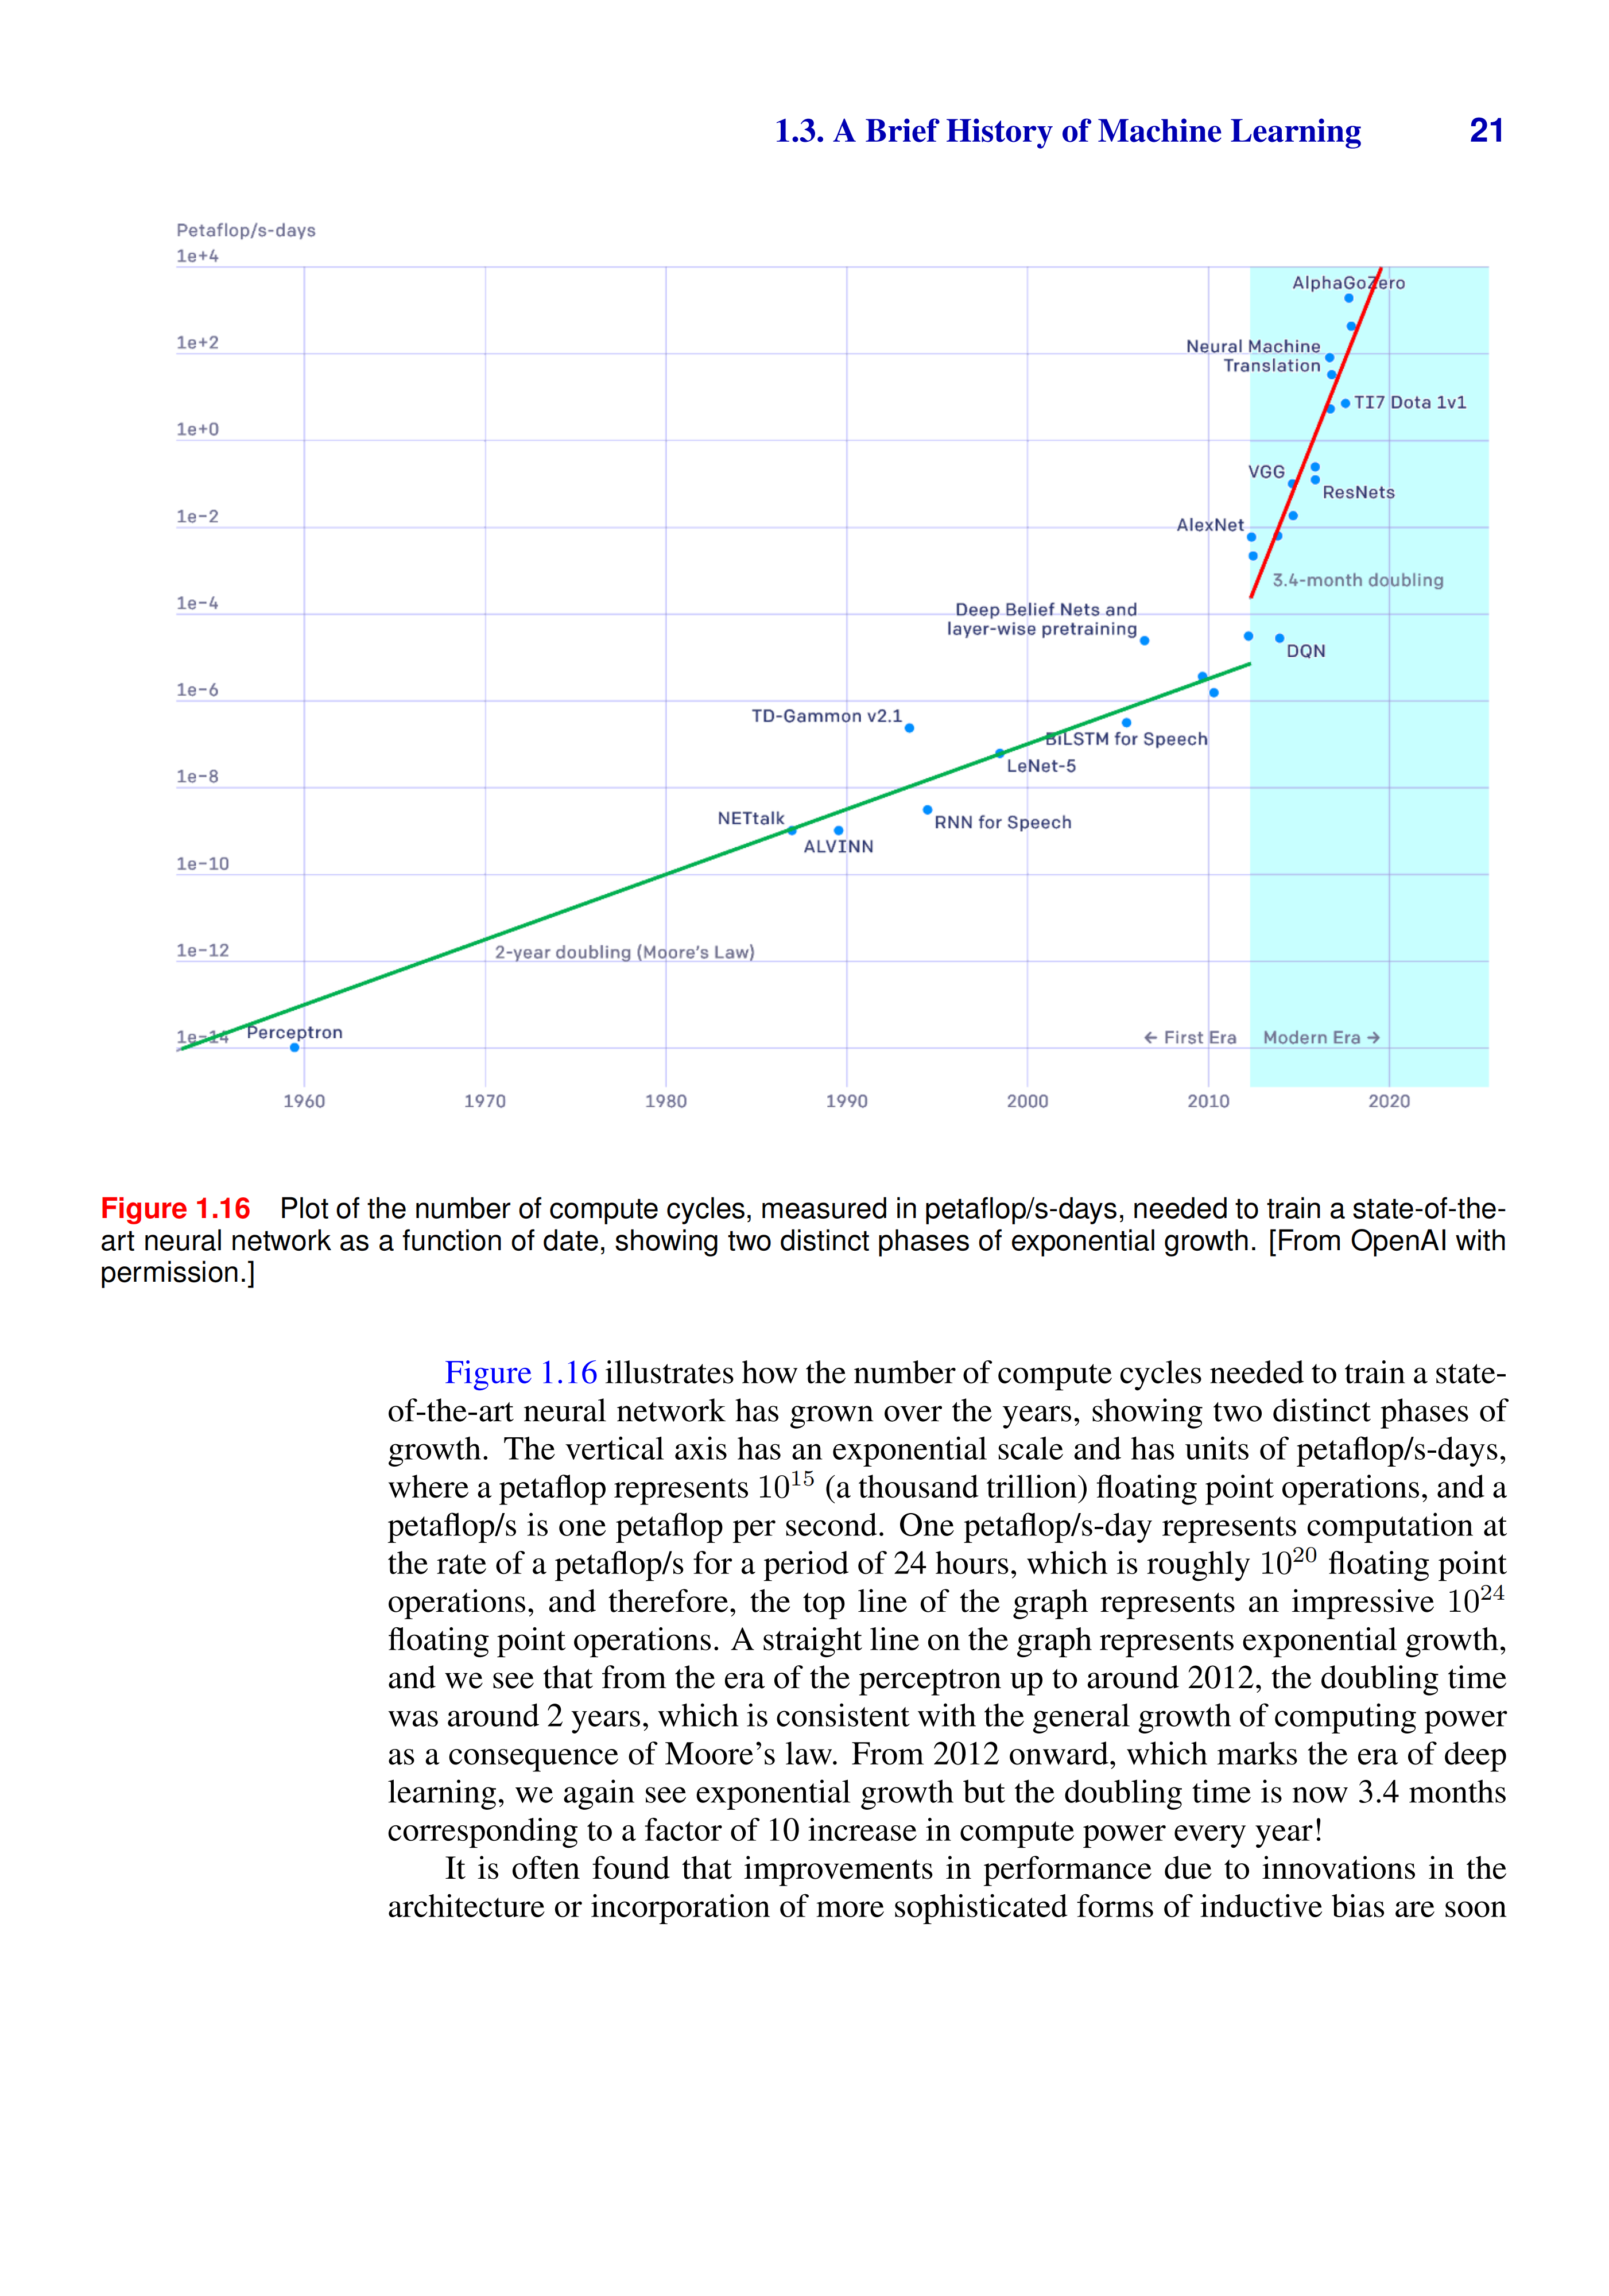 1.3. A Brief History of Machine Learning 21
Petaflop/s-days
1e+4
AlphaGoZero
1e+2
Neural Machine
Translation
TI7 Dota 1v1
1e+0
VGG
ResNets
1e−2
AlexNet
3.4-month doubling
1e−4
Deep Belief Nets and
layer-wise pretraining
DQN
1e−6
TD-Gammon v2.1
BiLSTM for Speech
LeNet-5
1e−8
NETtalk
RNN for Speech
ALVINN
1e−10
1e−12
2-year doubling (Moore's Law)
1e−14
Perceptron
← First Era Modern Era →
1960 1970 1980 1990 2000 2010 2020
Figure 1.16 Plot of the number of compute cycles, measured in petaflop/s-days, needed to train a state-of-the-
art neural network as a function of date, showing two distinct phases of exponential growth. [From OpenAI with
permission.]
Figure 1.16 illustrates how the number of compute cycles needed to train a state-
of-the-art neural network has grown over the years, showing two distinct phases of
growth. The vertical axis has an exponential scale and has units of petaflop/s-days,
where a petaflop represents 10¹⁵ (a thousand trillion) floating point operations, and a
petaflop/s is one petaflop per second. One petaflop/s-day represents computation at
the rate of a petaflop/s for a period of 24 hours, which is roughly 10²⁰ floating point
operations, and therefore, the top line of the graph represents an impressive 10²⁴
floating point operations. A straight line on the graph represents exponential growth,
and we see that from the era of the perceptron up to around 2012, the doubling time
was around 2 years, which is consistent with the general growth of computing power
as a consequence of Moore's law. From 2012 onward, which marks the era of deep
learning, we again see exponential growth but the doubling time is now 3.4 months
corresponding to a factor of 10 increase in compute power every year!
It is often found that improvements in performance due to innovations in the
architecture or incorporation of more sophisticated forms of inductive bias are soon